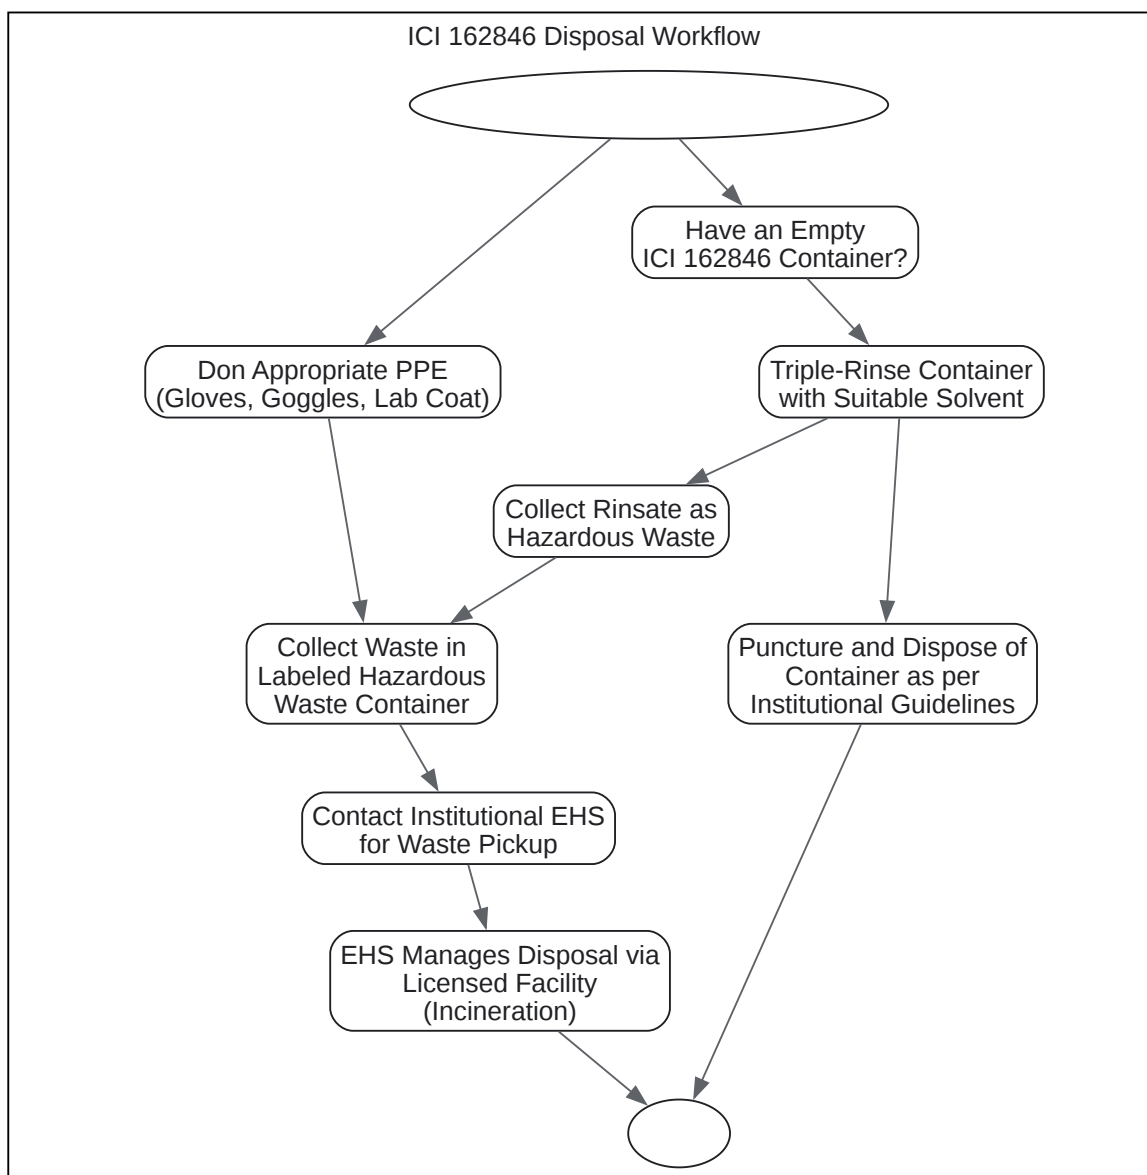 ICI 162846 Disposal Workflow
Have an Empty
ICI 162846 Container?
Don Appropriate PPE
(Gloves, Goggles, Lab Coat)
Triple-Rinse Container
with Suitable Solvent
Collect Rinsate as
Hazardous Waste
Collect Waste in
Labeled Hazardous
Waste Container
Puncture and Dispose of
Container as per
Institutional Guidelines
Contact Institutional EHS
for Waste Pickup
EHS Manages Disposal via
Licensed Facility
(Incineration)